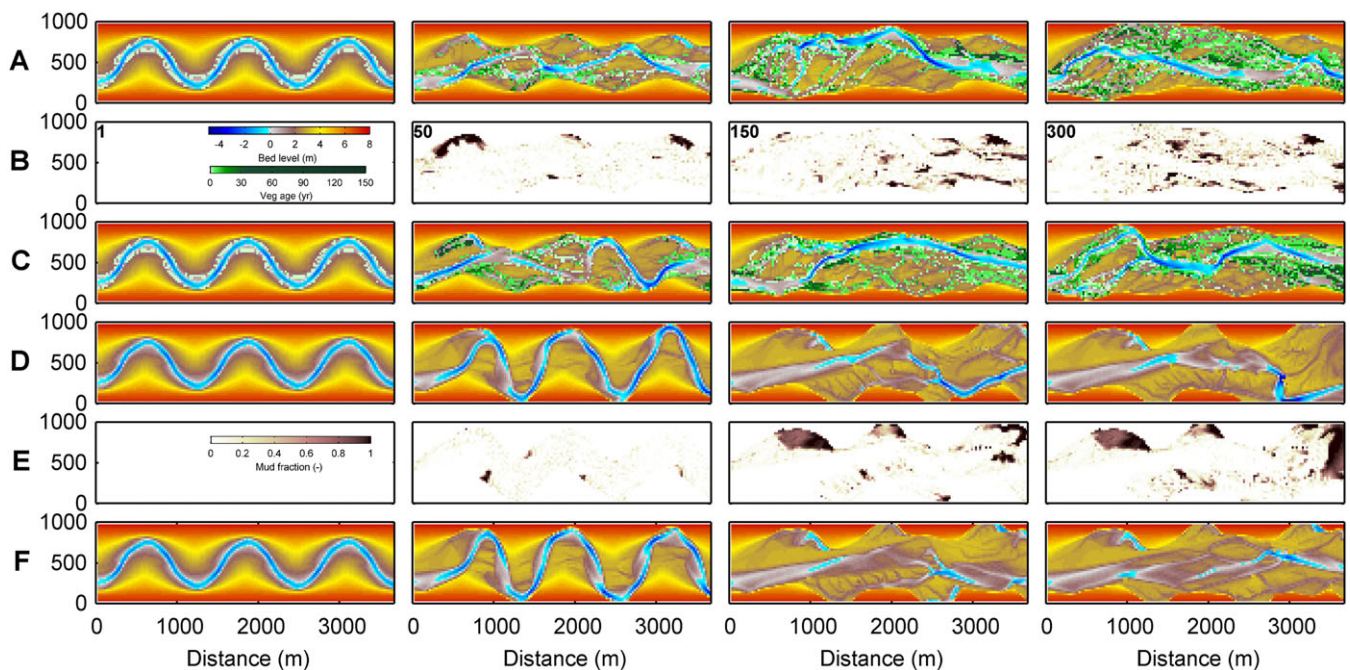 1000
A 500
0
1000
1 50 150 300
-4 -2 0 2 4 6 8
Bed level (m)
B 500
0 30 60 90 120 150
Veg age (yr)
0
1000
C 500
0
1000
D 500
0
1000
E 500
0 0.2 0.4 0.6 0.8 1
Mud fraction (-)
0
1000
F 500
0
0 1000 2000 3000 0 1000 2000 3000 0 1000 2000 3000 0 1000 2000 3000
Distance (m) Distance (m) Distance (m) Distance (m)